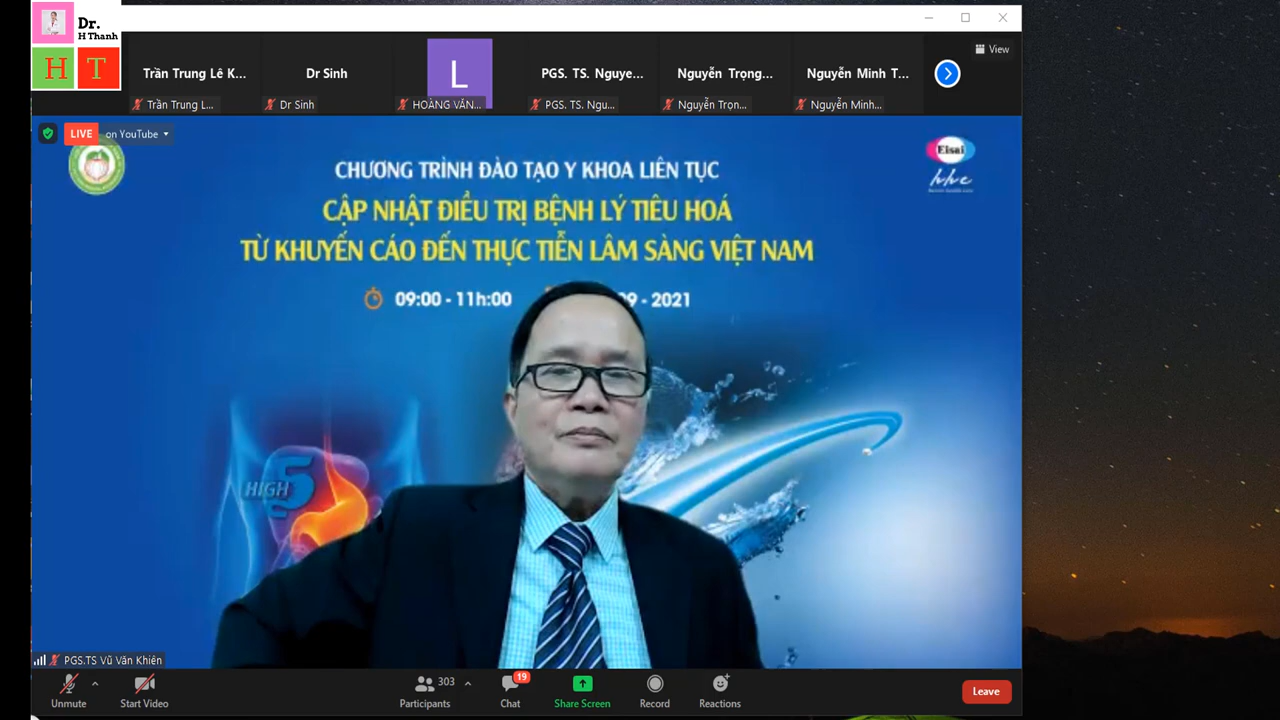 Dr.
H Thanh
H T
View
Trần Trung Lê K...
Dr Sinh
L
PGS. TS. Nguye...
Nguyễn Trọng...
Nguyễn Minh T...
Trần Trung L...
Dr Sinh
HOÀNG VĂN...
PGS. TS. Ngu...
Nguyễn Trọn...
Nguyễn Minh...
LIVE on YouTube
Eisai
hhc
CHƯƠNG TRÌNH ĐÀO TẠO Y KHOA LIÊN TỤC
CẬP NHẬT ĐIỀU TRỊ BỆNH LÝ TIÊU HOÁ
TỪ KHUYẾN CÁO ĐẾN THỰC TIỄN LÂM SÀNG VIỆT NAM
09:00 - 11h:00
09 - 2021
HIGH 5
PGS.TS Vũ Văn Khiên
Unmute
Start Video
303
Participants
19
Chat
Share Screen
Record
Reactions
Leave